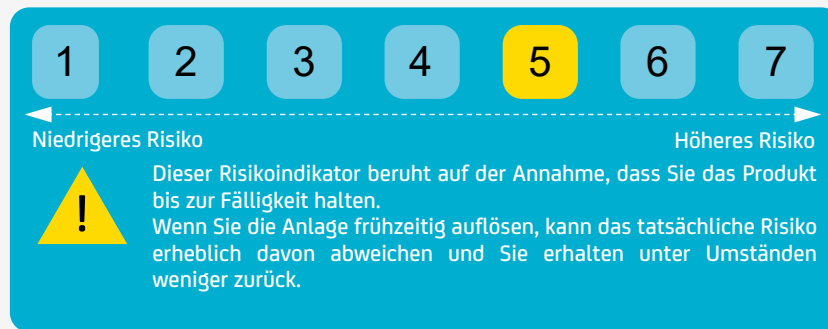 1 2 3 4 5 6 7
Niedrigeres Risiko Höheres Risiko
! Dieser Risikoindikator beruht auf der Annahme, dass Sie das Produkt
bis zur Fälligkeit halten.
Wenn Sie die Anlage frühzeitig auflösen, kann das tatsächliche Risiko
erheblich davon abweichen und Sie erhalten unter Umständen
weniger zurück.